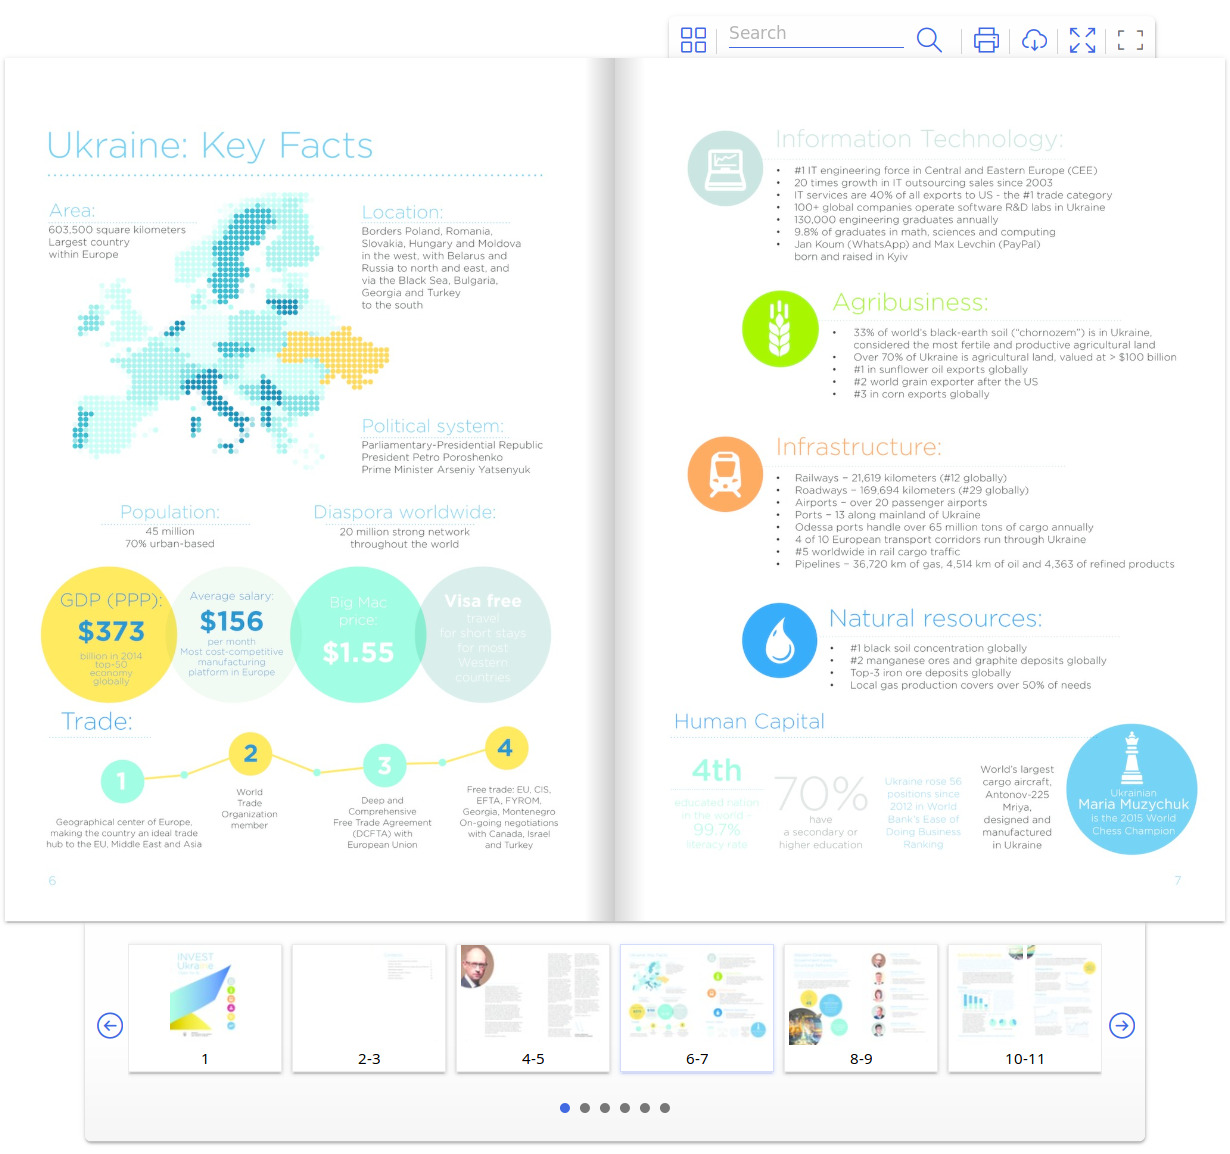 Search
Ukraine: Key Facts
Area:
603,500 square kilometers
Largest country
within Europe
Location:
Borders Poland, Romania,
Slovakia, Hungary and Moldova
in the west, with Belarus and
Russia to north and east, and
via the Black Sea, Bulgaria,
Georgia and Turkey
to the south
Political system:
Parliamentary-Presidential Republic
President Petro Poroshenko
Prime Minister Arseniy Yatsenyuk
Population:
45 million
70% urban-based
Diaspora worldwide:
20 million strong network
throughout the world
GDP (PPP):
$373
billion in 2014
top-50
economy
globally
Average salary:
$156
per month
Most cost-competitive
manufacturing
platform in Europe
Big Mac
price:
$1.55
Visa free
travel
for short stays
for most
Western
countries
Trade:
1
Geographical center of Europe,
making the country an ideal trade
hub to the EU, Middle East and Asia
2
World
Trade
Organization
member
3
Deep and
Comprehensive
Free Trade Agreement
(DCFTA) with
European Union
4
Free trade: EU, CIS,
EFTA, FYROM,
Georgia, Montenegro
On-going negotiations
with Canada, Israel
and Turkey
6
Information Technology:
• #1 IT engineering force in Central and Eastern Europe (CEE)
• 20 times growth in IT outsourcing sales since 2003
• IT services are 40% of all exports to US - the #1 trade category
• 100+ global companies operate software R&D labs in Ukraine
• 130,000 engineering graduates annually
• 9.8% of graduates in math, sciences and computing
• Jan Koum (WhatsApp) and Max Levchin (PayPal)
born and raised in Kyiv
Agribusiness:
• 33% of world's black-earth soil ("chornozem") is in Ukraine,
considered the most fertile and productive agricultural land
• Over 70% of Ukraine is agricultural land, valued at > $100 billion
• #1 in sunflower oil exports globally
• #2 world grain exporter after the US
• #3 in corn exports globally
Infrastructure:
• Railways – 21,619 kilometers (#12 globally)
• Roadways – 169.694 kilometers (#29 globally)
• Airports – over 20 passenger airports
• Ports – 13 along mainland of Ukraine
• Odessa ports handle over 65 million tons of cargo annually
• 4 of 10 European transport corridors run through Ukraine
• #5 worldwide in rail cargo traffic
• Pipelines – 36,720 km of gas, 4,514 km of oil and 4,363 of refined products
Natural resources:
• #1 black soil concentration globally
• #2 manganese ores and graphite deposits globally
• Top-3 iron ore deposits globally
• Local gas production covers over 50% of needs
Human Capital
4th
educated nation
in the world –
99.7%
literacy rate
70%
have
a secondary or
higher education
Ukraine rose 56
positions since
2012 in World
Bank's Ease of
Doing Business
Ranking
World's largest
cargo aircraft,
Antonov-225
Mriya,
designed and
manufactured
in Ukraine
Ukrainian
Maria Muzychuk
is the 2015 World
Chess Champion
7
iNVEST
Ukraine
1
2-3
4-5
6-7
8-9
10-11